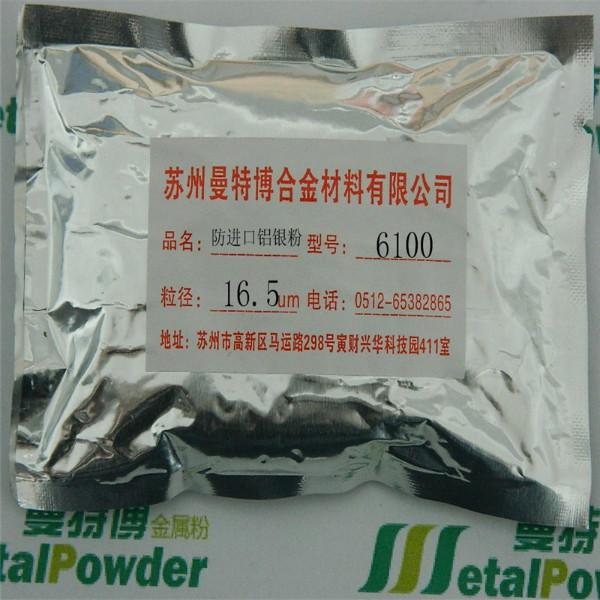 苏州曼特博合金材料有限公司
品名：防进口铝银粉 型号：6100
粒径：16.5um 电话：0512-65382865
地址：苏州市高新区马运路298号寅财兴华科技园411室
曼特博金属粉
etalPowder
曼特博
MetalPowder